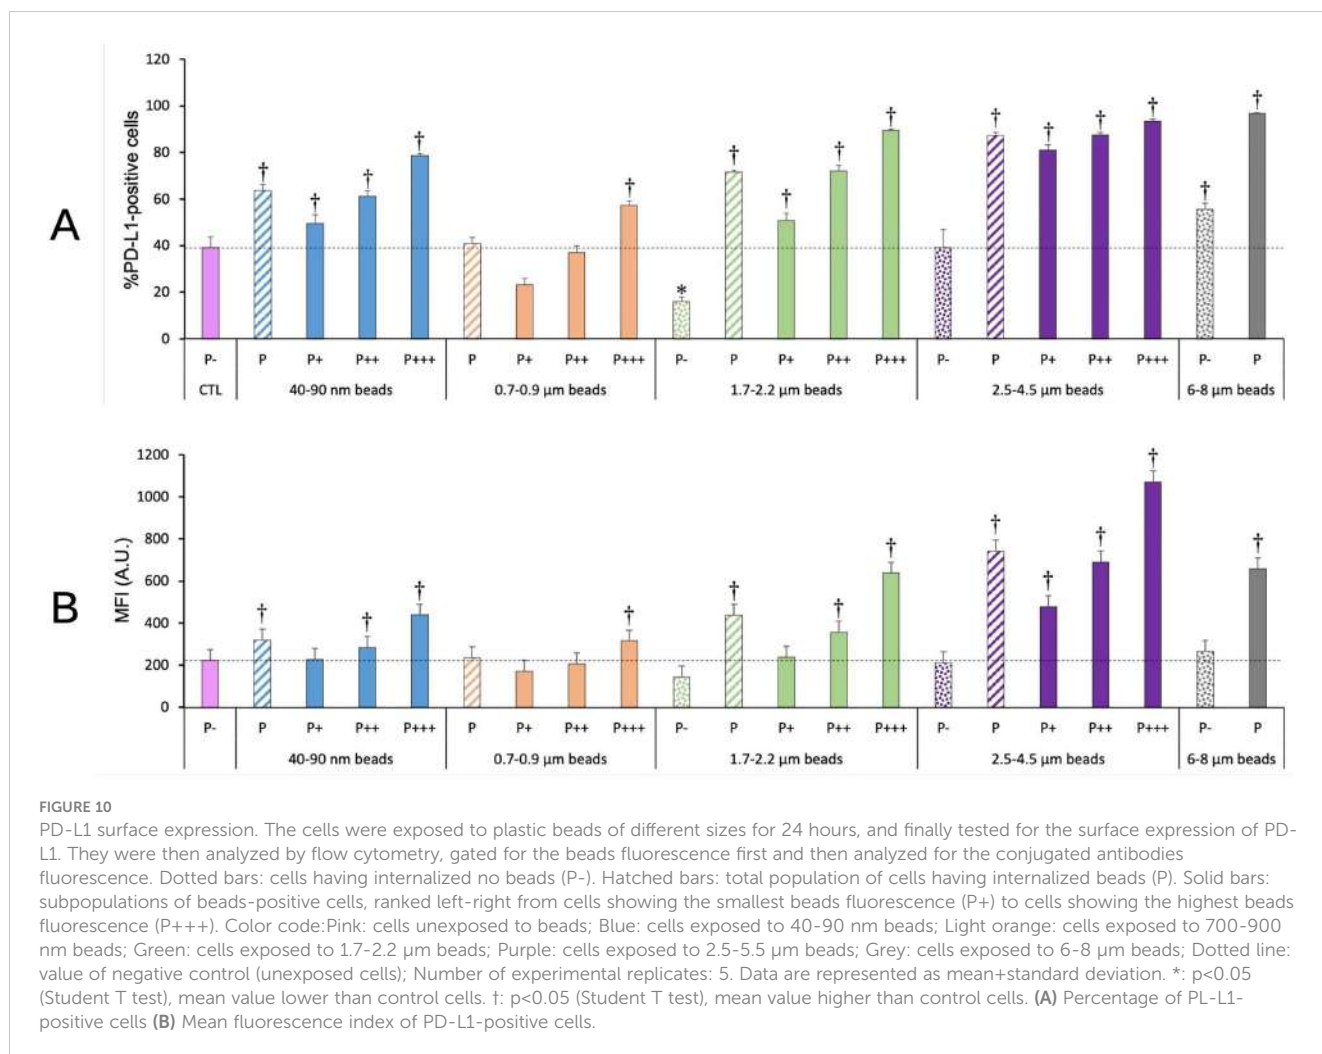 A
%PD-L1-positive cells
120
100
80
60
40
20
0
† † † † † * † † † † † † † † † †
P- P P+ P++ P+++ P P+ P++ P+++ P- P P+ P++ P+++ P- P P+ P++ P+++ P- P
CTL 40-90 nm beads 0.7-0.9 µm beads 1.7-2.2 µm beads 2.5-4.5 µm beads 6-8 µm beads
B
MFI (A.U.)
1200
1000
800
600
400
200
0
† † † † † † † † † † † †
P- P P+ P++ P+++ P P+ P++ P+++ P- P P+ P++ P+++ P- P P+ P++ P+++ P- P
40-90 nm beads 0.7-0.9 µm beads 1.7-2.2 µm beads 2.5-4.5 µm beads 6-8 µm beads
FIGURE 10
PD-L1 surface expression. The cells were exposed to plastic beads of different sizes for 24 hours, and finally tested for the surface expression of PD-
L1. They were then analyzed by flow cytometry, gated for the beads fluorescence first and then analyzed for the conjugated antibodies
fluorescence. Dotted bars: cells having internalized no beads (P-). Hatched bars: total population of cells having internalized beads (P). Solid bars:
subpopulations of beads-positive cells, ranked left-right from cells showing the smallest beads fluorescence (P+) to cells showing the highest beads
fluorescence (P+++). Color code:Pink: cells unexposed to beads; Blue: cells exposed to 40-90 nm beads; Light orange: cells exposed to 700-900
nm beads; Green: cells exposed to 1.7-2.2 µm beads; Purple: cells exposed to 2.5-5.5 µm beads; Grey: cells exposed to 6-8 µm beads; Dotted line:
value of negative control (unexposed cells); Number of experimental replicates: 5. Data are represented as mean+standard deviation. *: p<0.05
(Student T test), mean value lower than control cells. †: p<0.05 (Student T test), mean value higher than control cells. (A) Percentage of PL-L1-
positive cells (B) Mean fluorescence index of PD-L1-positive cells.